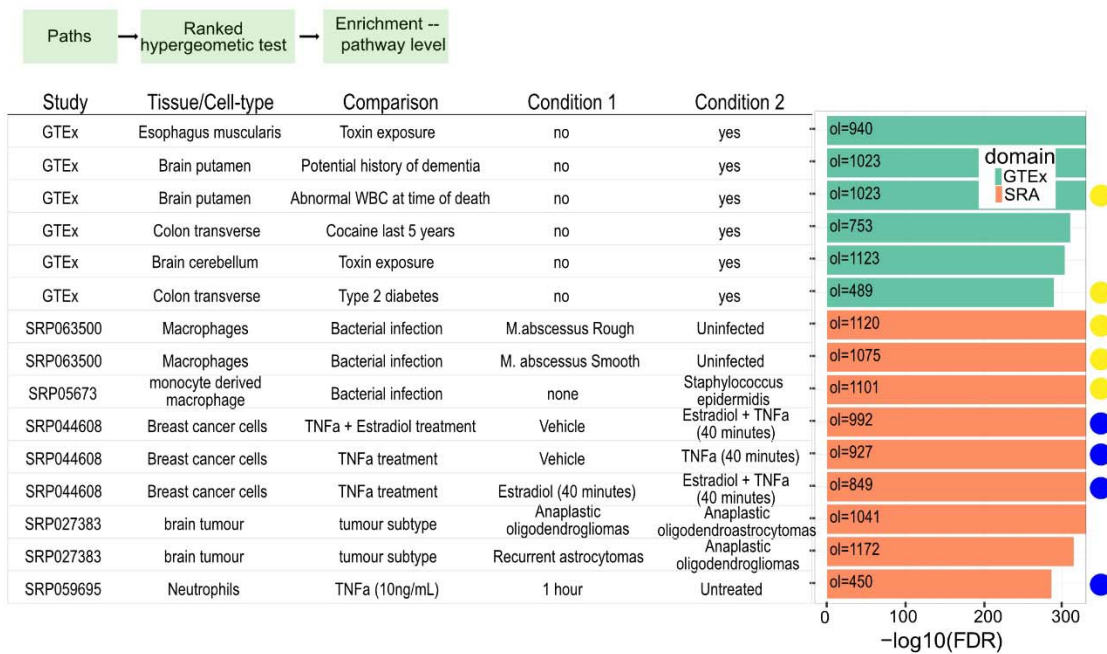 Paths
Ranked
hypergeometic test
Enrichment --
pathway level
Study Tissue/Cell-type Comparison Condition 1 Condition 2
GTEx Esophagus muscularis Toxin exposure no yes ol=940
GTEx Brain putamen Potential history of dementia no yes ol=1023
GTEx Brain putamen Abnormal WBC at time of death no yes ol=1023
domain
GTEx
SRA
GTEx Colon transverse Cocaine last 5 years no yes ol=753
GTEx Brain cerebellum Toxin exposure no yes ol=1123
GTEx Colon transverse Type 2 diabetes no yes ol=489
SRP063500 Macrophages Bacterial infection M.abscessus Rough Uninfected ol=1120
SRP063500 Macrophages Bacterial infection M. abscessus Smooth Uninfected ol=1075
SRP05673 monocyte derived
macrophage Bacterial infection none Staphylococcus
epidermidis ol=1101
SRP044608 Breast cancer cells TNFa + Estradiol treatment Vehicle Estradiol + TNFa
(40 minutes) ol=992
SRP044608 Breast cancer cells TNFa treatment Vehicle TNFa (40 minutes) ol=927
SRP044608 Breast cancer cells TNFa treatment Estradiol (40 minutes) Estradiol + TNFa
(40 minutes) ol=849
SRP027383 brain tumour tumour subtype Anaplastic
oligodendrogliomas Anaplastic
oligodendroastrocytomas ol=1041
SRP027383 brain tumour tumour subtype Recurrent astrocytomas Anaplastic
oligodendrogliomas ol=1172
SRP059695 Neutrophils TNFa (10ng/mL) 1 hour Untreated ol=450
0 100 200 300
−log10(FDR)